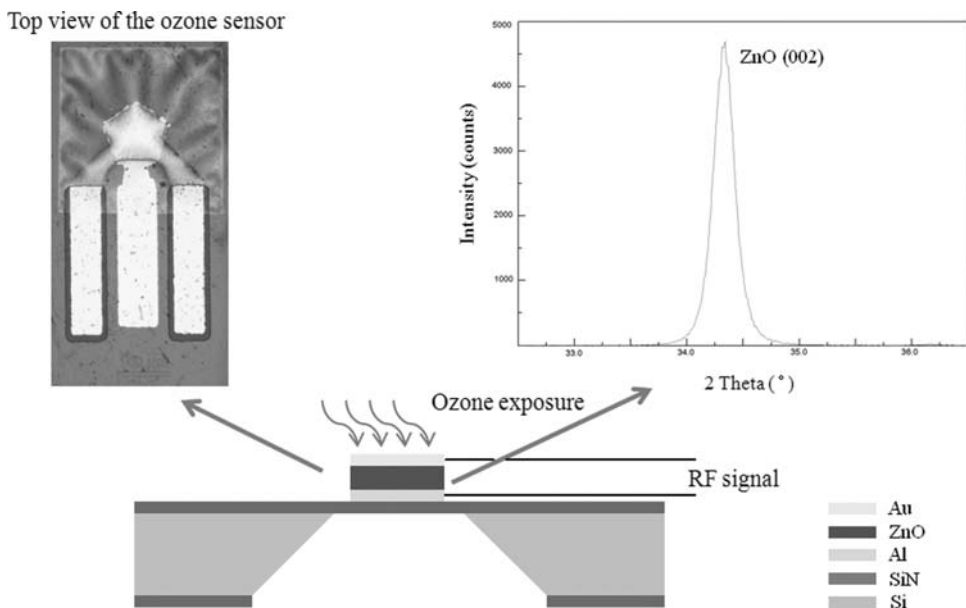 Top view of the ozone sensor
ZnO (002)
Intensity (counts)
5000
4000
3000
2000
1000
33.0
34.0
35.0
36.0
2 Theta (°)
Ozone exposure
RF signal
Au
ZnO
Al
SiN
Si